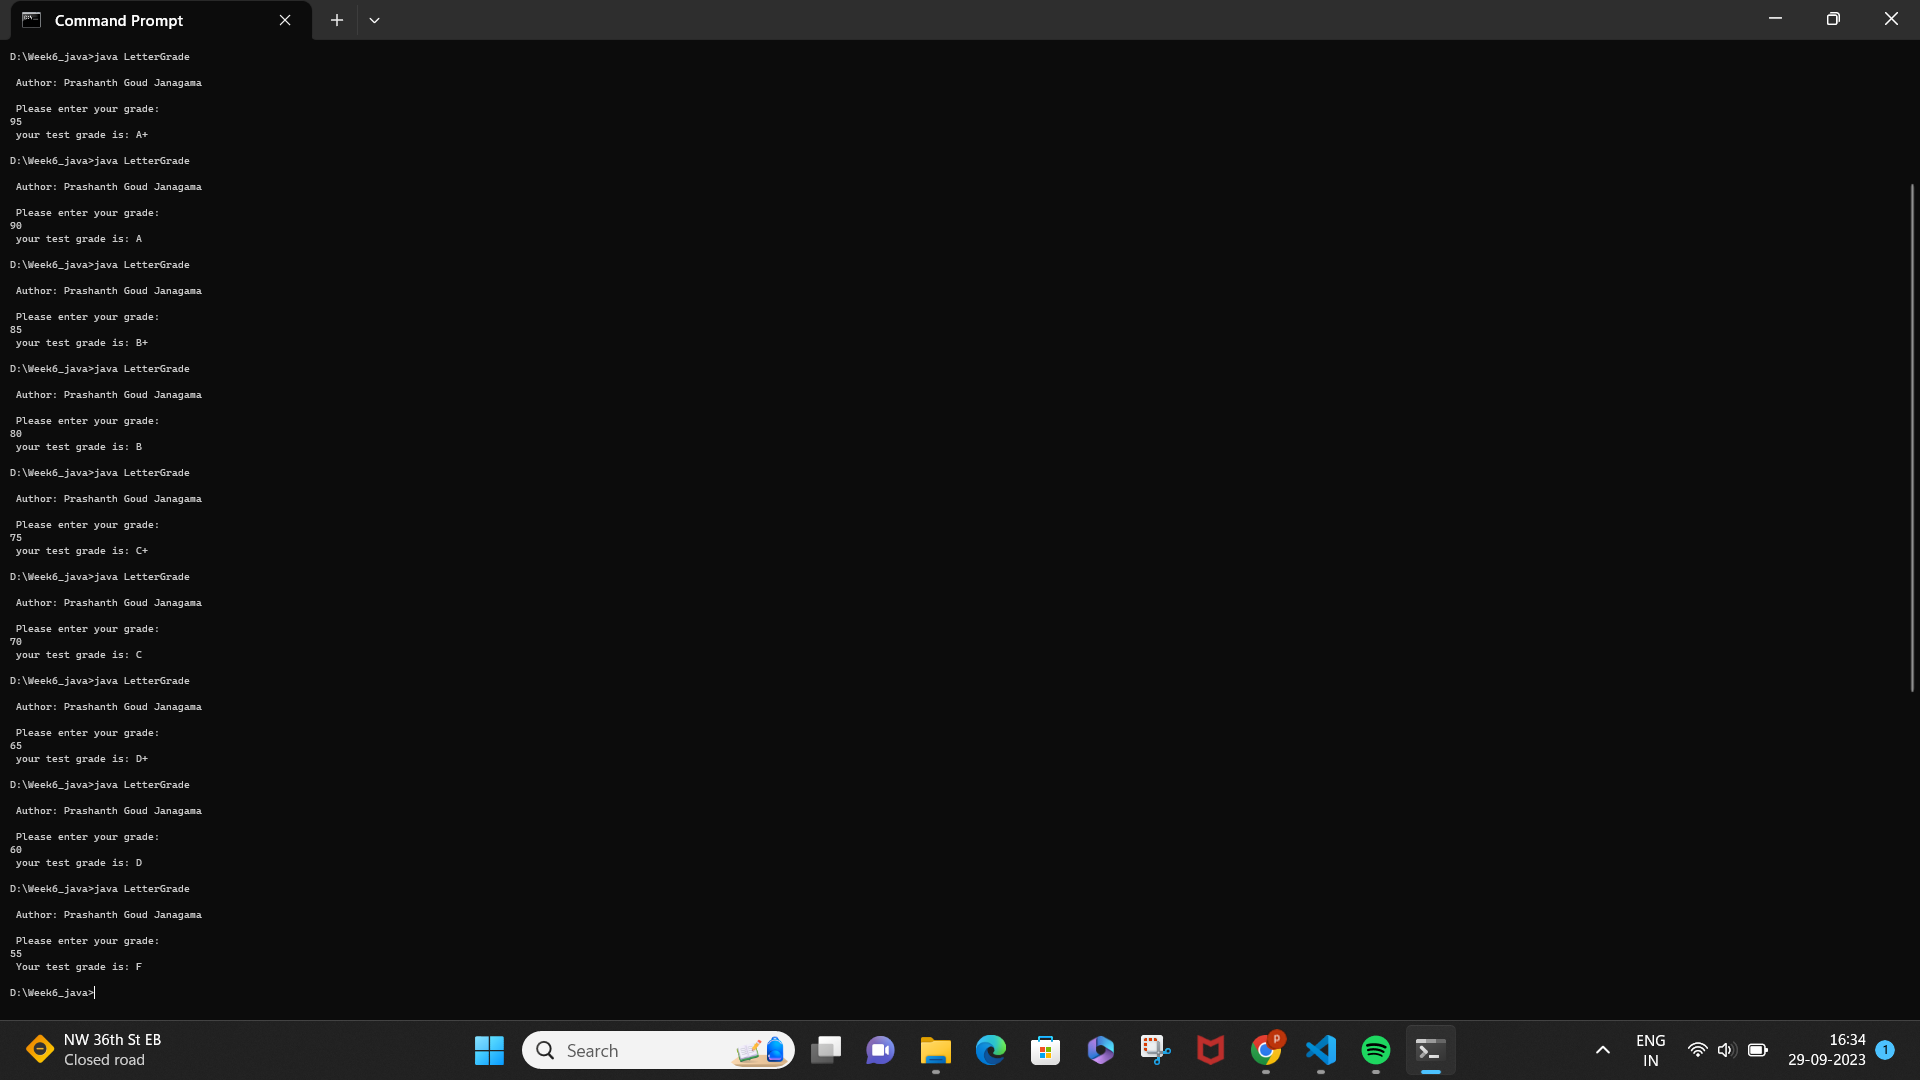 Command Prompt
D:\Week6_java>java LetterGrade
Author: Prashanth Goud Janagama
Please enter your grade:
95
your test grade is: A+
D:\Week6_java>java LetterGrade
Author: Prashanth Goud Janagama
Please enter your grade:
90
your test grade is: A
D:\Week6_java>java LetterGrade
Author: Prashanth Goud Janagama
Please enter your grade:
85
your test grade is: B+
D:\Week6_java>java LetterGrade
Author: Prashanth Goud Janagama
Please enter your grade:
80
your test grade is: B
D:\Week6_java>java LetterGrade
Author: Prashanth Goud Janagama
Please enter your grade:
75
your test grade is: C+
D:\Week6_java>java LetterGrade
Author: Prashanth Goud Janagama
Please enter your grade:
70
your test grade is: C
D:\Week6_java>java LetterGrade
Author: Prashanth Goud Janagama
Please enter your grade:
65
your test grade is: D+
D:\Week6_java>java LetterGrade
Author: Prashanth Goud Janagama
Please enter your grade:
60
your test grade is: D
D:\Week6_java>java LetterGrade
Author: Prashanth Goud Janagama
Please enter your grade:
55
Your test grade is: F
D:\Week6_java>
NW 36th St EB
Closed road
Search
P
ENG
IN
16:34
29-09-2023
1